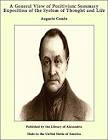 A General View of Positivism: Summary
Exposition of the System of Thought and Life
Auguste Comte
Published by the Library of Alexandria
Made in the United States of America